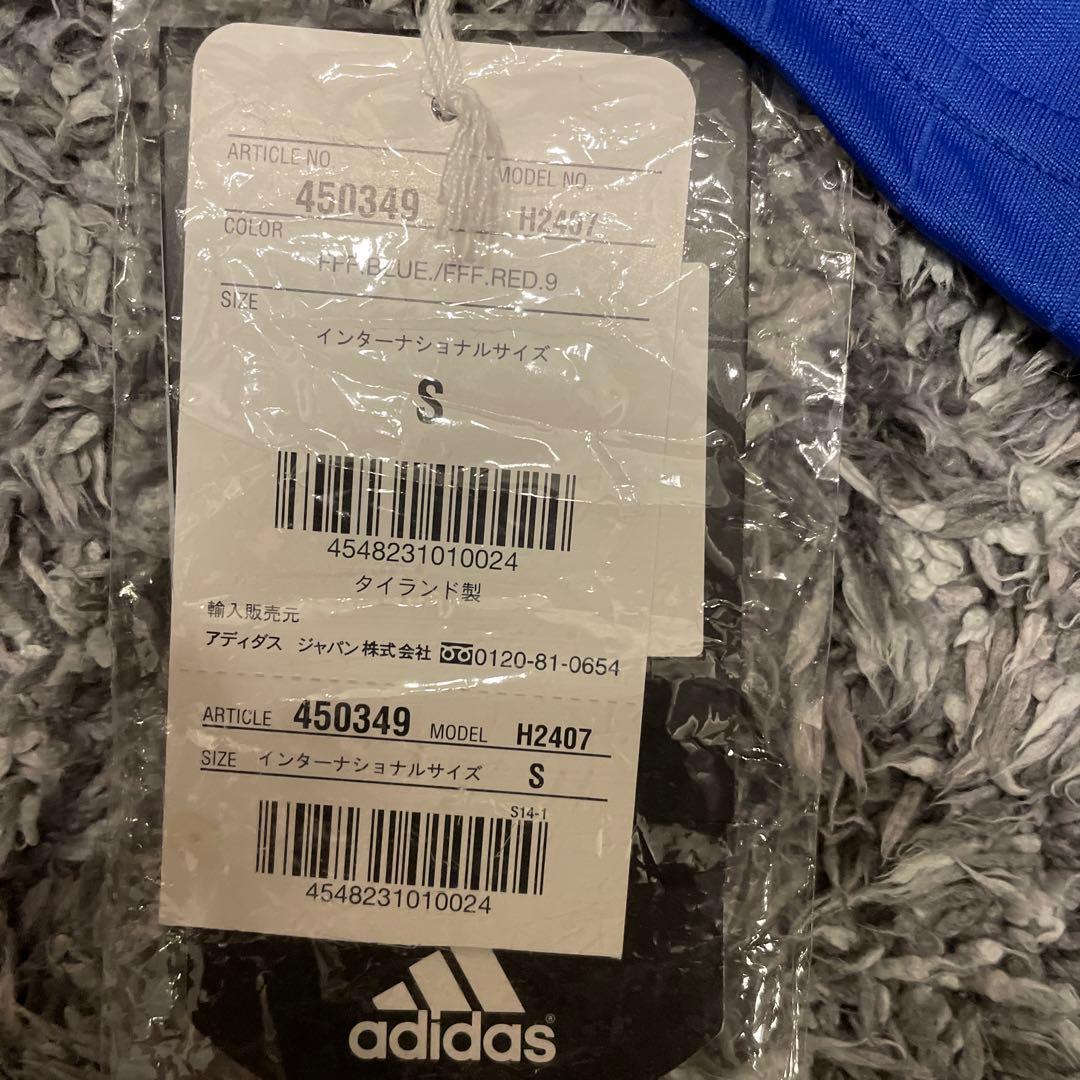 ARTICLE NO. MODEL NO.
450349 H2407
COLOR
FFF.BLUE./FFF.RED.9
SIZE
インターナショナルサイズ
S
4548231010024
タイランド製
輸入販売元
アディダス ジャパン株式会社 0120-81-0654
ARTICLE 450349 MODEL H2407
SIZE インターナショナルサイズ S
S14-1
4548231010024
adidas®